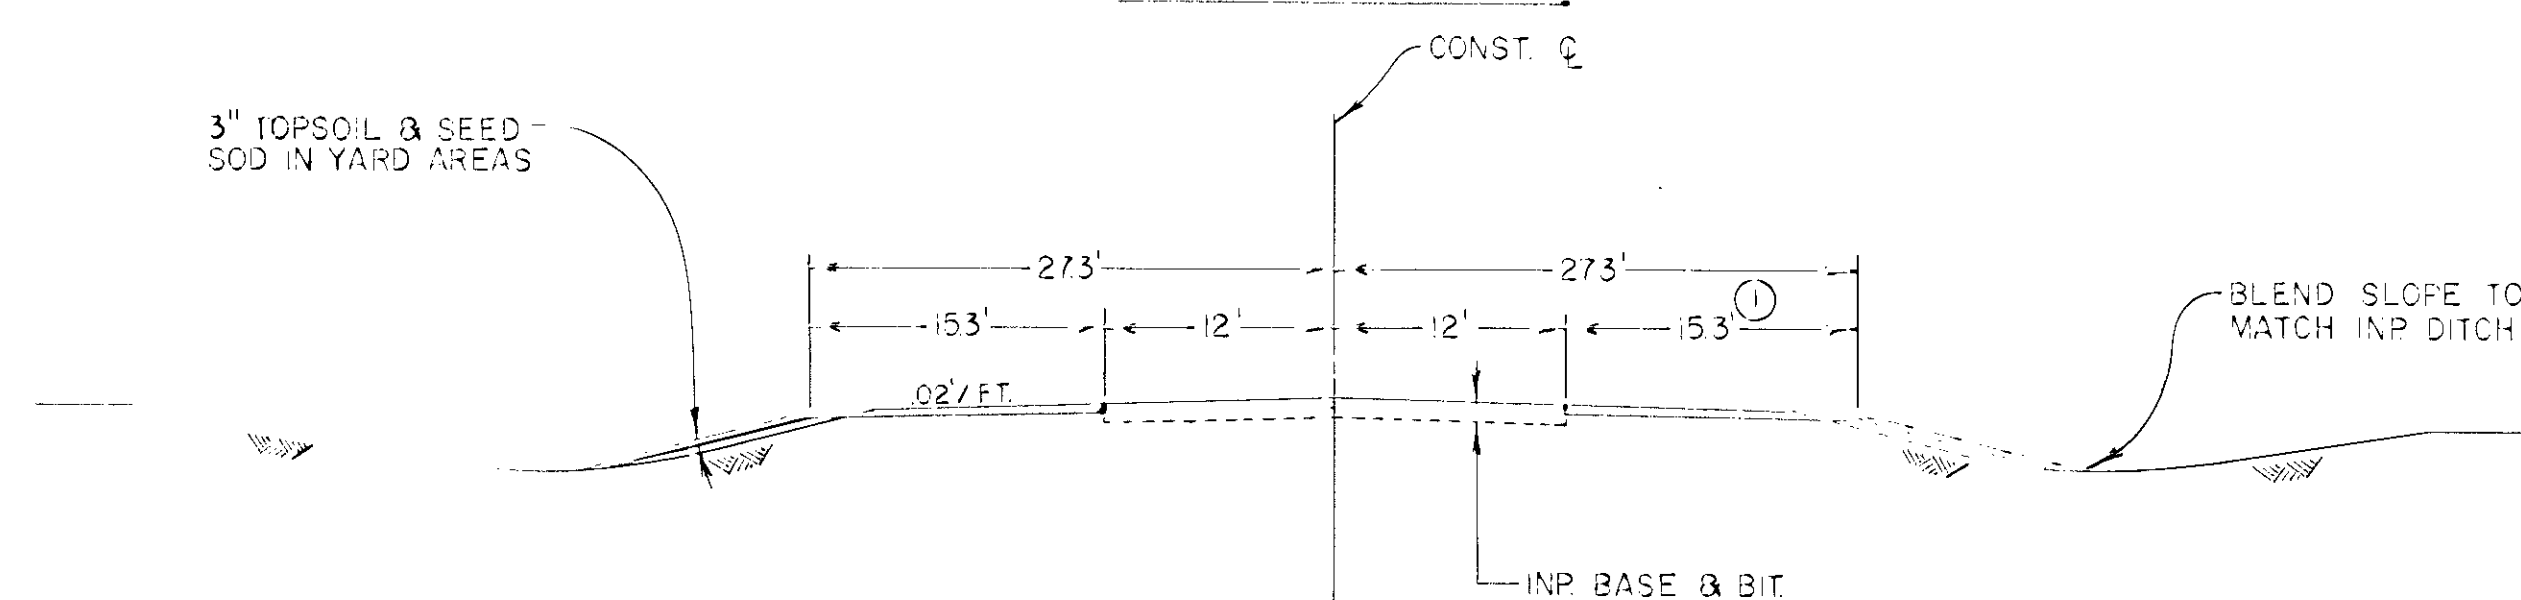 CONST. ℄
3" TOPSOIL & SEED -
SOD IN YARD AREAS
27.3' 27.3'
15.3' 12' 12' 15.3' 1
BLEND SLOPE TO
MATCH INP. DITCH
.02'/FT.
INP. BASE & BIT.